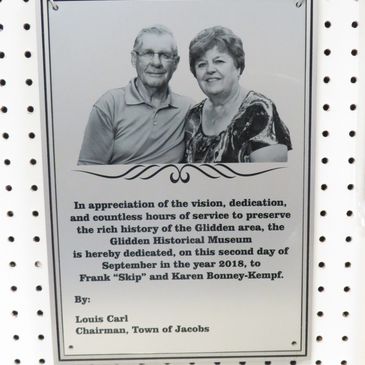 In appreciation of the vision, dedication,
and countless hours of service to preserve
the rich history of the Glidden area, the
Glidden Historical Museum
is hereby dedicated, on this second day of
September in the year 2018, to
Frank “Skip” and Karen Bonney-Kempf.
By:
Louis Carl
Chairman, Town of Jacobs